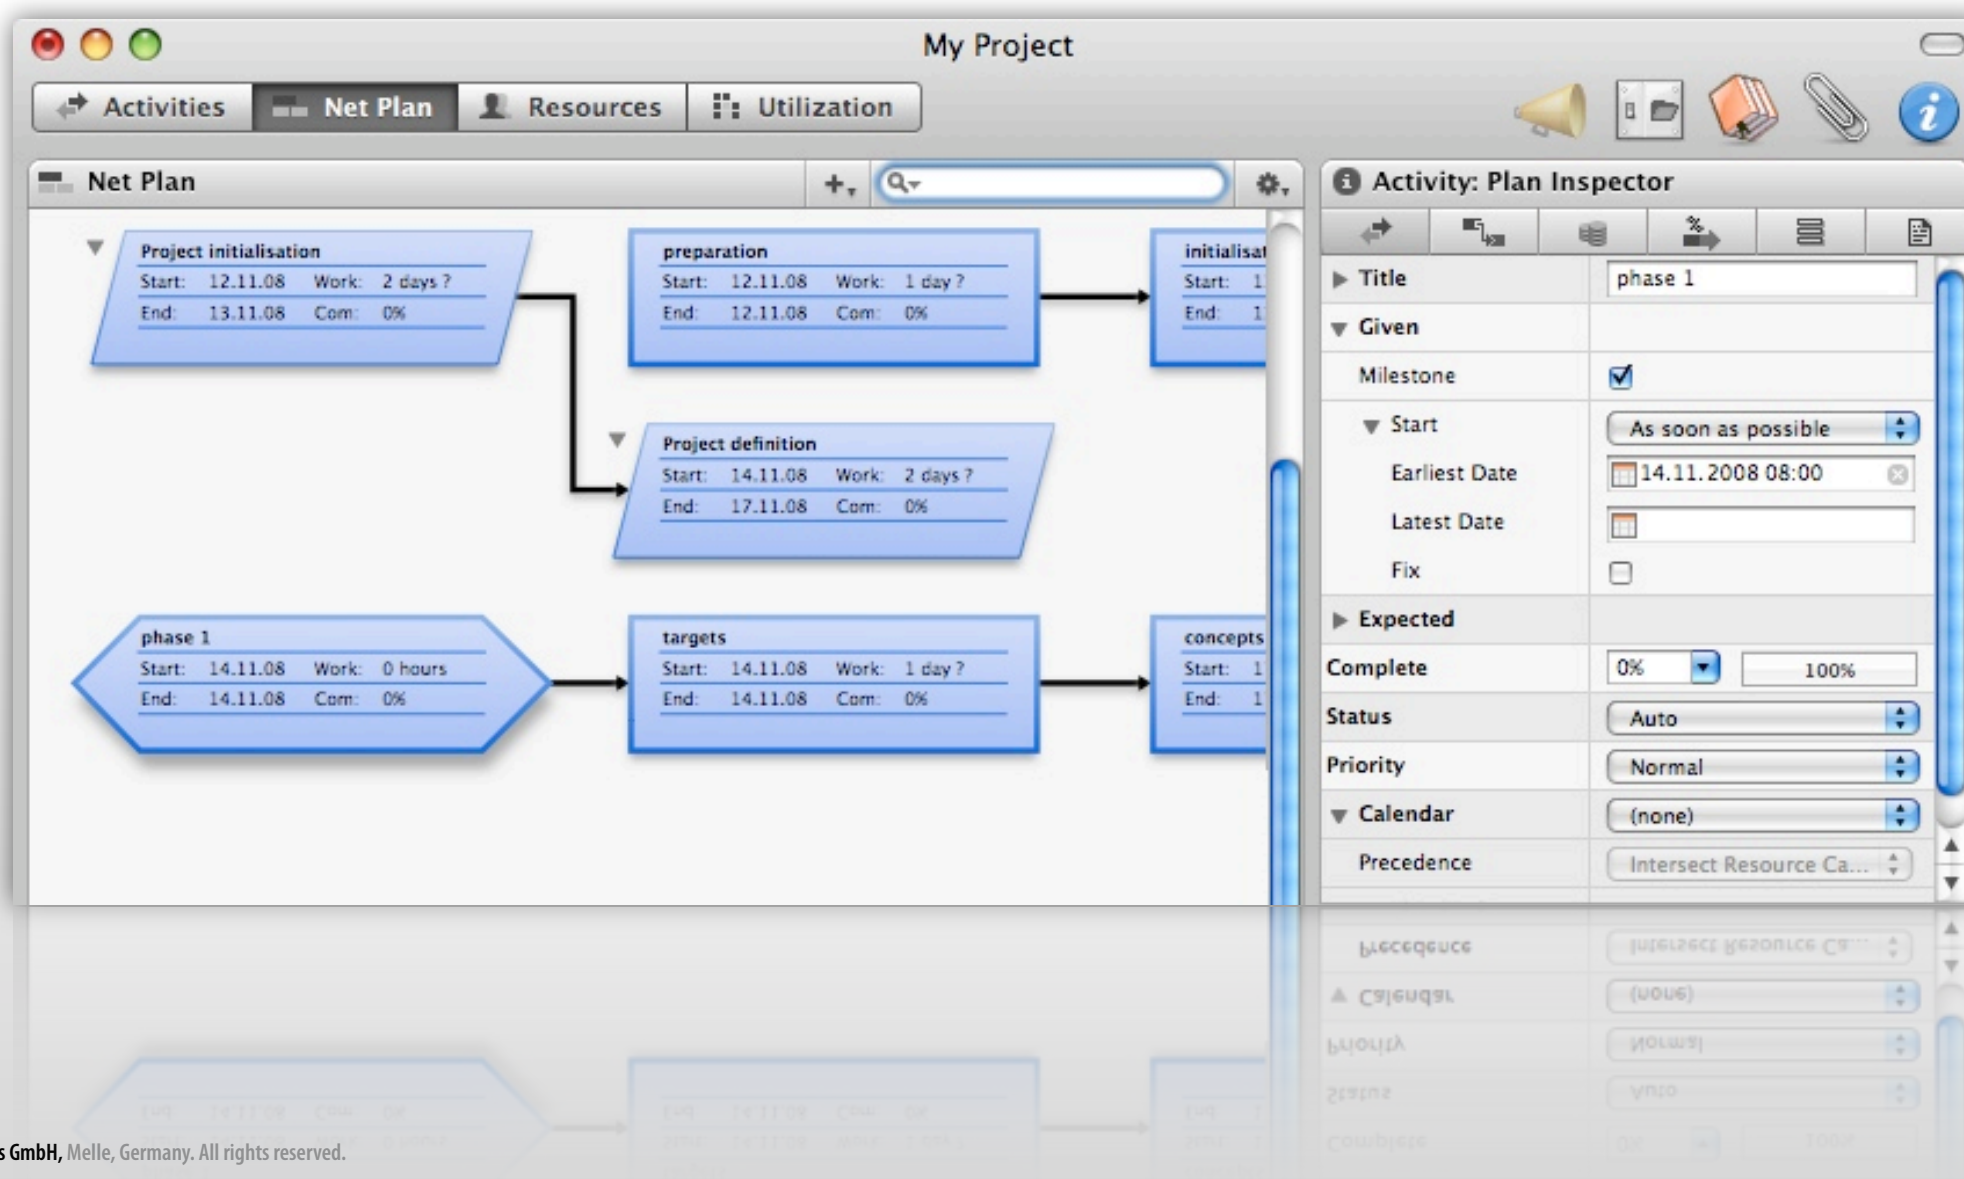 My Project
Activities Net Plan Resources Utilization
Net Plan
Project initialisation
Start: 12.11.08 Work: 2 days ?
End: 13.11.08 Com: 0%
preparation
Start: 12.11.08 Work: 1 day ?
End: 12.11.08 Com: 0%
Start: 1
End: 1
Project definition
Start: 14.11.08 Work: 2 days ?
End: 17.11.08 Com: 0%
phase 1
Start: 14.11.08 Work: 0 hours
End: 14.11.08 Com: 0%
targets
Start: 14.11.08 Work: 1 day ?
End: 14.11.08 Com: 0%
concepts
Start: 1
End: 1
Activity: Plan Inspector
Title phase 1
Given
Milestone
Start As soon as possible
Earliest Date 14.11.2008 08:00
Latest Date
Fix
Expected
Complete 0% 100%
Status Auto
Priority Normal
Calendar (none)
Precedence Intersect Resource Ca...
s GmbH, Melle, Germany. All rights reserved.